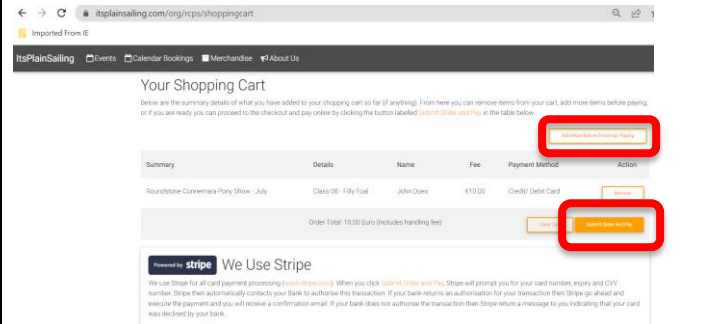 itsplainsailing.com/org/rcps/shoppingcart
Imported From IE
ItsPlainSailing Events Calendar Bookings Merchandise About Us
Your Shopping Cart
Below are the summary details of what you have added to your shopping cart so far (if anything). From here you can remove items from your cart, add more items before paying,
or if you are ready you can proceed to the checkout and pay online by clicking the button labelled Submit Order and Pay in the table below.
Add More Before Finishing/ Paying
Summary Details Name Fee Payment Method Action
Roundstone Connemara Pony Show - July Class:08 - Filly Foal John Does €10.00 Credit/ Debit Card Remove
Order Total: 10.00 Euro (Includes handling fee) Clear Submit Order And Pay
Powered by stripe We Use Stripe
We use Stripe for all card payment processing (www.stripe.com). When you click Submit Order and Pay, Stripe will prompt you for your card number, expiry and CVV
number. Stripe then automatically contacts your Bank to authorise this transaction. If your bank returns an authorisation for your transaction then Stripe go ahead and
execute the payment and you will receive a confirmation email. If your bank does not authorise the transaction then Stripe return a message to you indicating that your card
was declined by your bank.